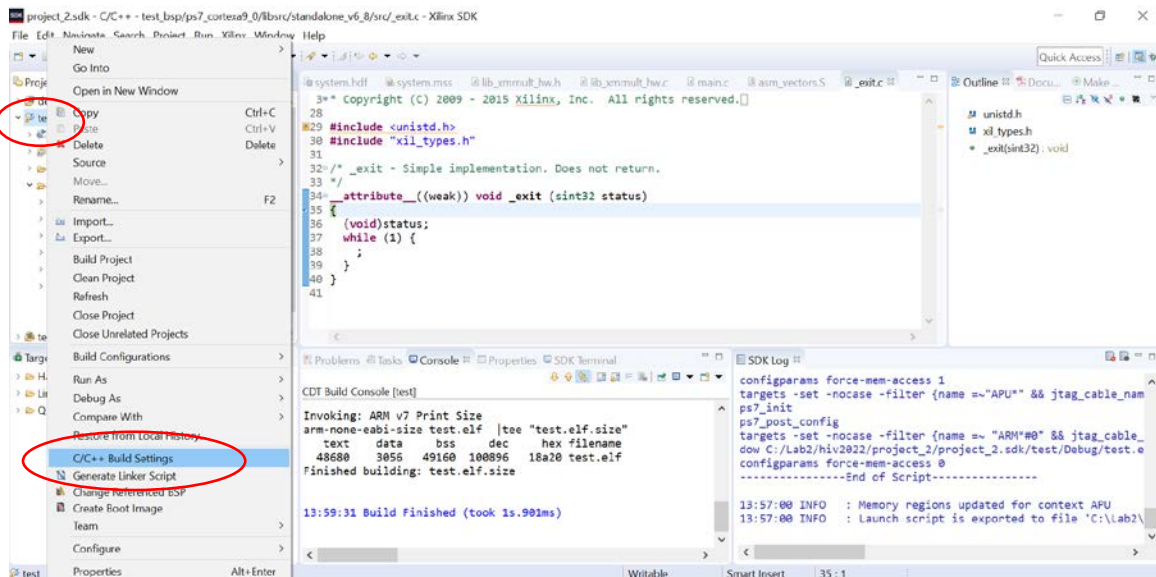 project_2.sdk - C/C++ - test_bsp/ps7_cortexa9_0/libsrc/standalone_v6_8/src/_exit.c - Xilinx SDK
File Edit Navigate Search Project Run Xilinx Window Help
Quick Access
New
Go Into
Open in New Window
Copy Ctrl+C
Paste Ctrl+V
Delete Delete
Source
Move...
Rename... F2
Import...
Export...
Build Project
Clean Project
Refresh
Close Project
Close Unrelated Projects
Build Configurations
Run As
Debug As
Compare With
Restore from Local History...
C/C++ Build Settings
Generate Linker Script
Change Referenced BSP
Create Boot Image
Team
Configure
Properties Alt+Enter
Proje
te
te
Targe
H
Lin
Q
test
system.hdf system.mss lib_xmmult_hw.h lib_xmmult_hw.c main.c asm_vectors.S _exit.c
3* Copyright (C) 2009 - 2015 Xilinx, Inc. All rights reserved.
28
29 #include <unistd.h>
30 #include "xil_types.h"
31
32 /* _exit - Simple implementation. Does not return.
33 */
34 __attribute__((weak)) void _exit (sint32 status)
35 {
36 (void)status;
37 while (1) {
38 ;
39 }
40 }
41
Outline Docu... Make ...
unistd.h
xil_types.h
_exit(sint32) : void
Problems Tasks Console Properties SDK Terminal
CDT Build Console [test]
Invoking: ARM v7 Print Size
arm-none-eabi-size test.elf |tee "test.elf.size"
text data bss dec hex filename
48680 3056 49160 100896 18a20 test.elf
Finished building: test.elf.size
13:59:31 Build Finished (took 1s.901ms)
SDK Log
configparams force-mem-access 1
targets -set -nocase -filter {name =~"APU*" && jtag_cable_nam
ps7_init
ps7_post_config
targets -set -nocase -filter {name =~ "ARM*#0" && jtag_cable_
dow C:/Lab2/hiv2022/project_2/project_2.sdk/test/Debug/test.e
configparams force-mem-access 0
----------------End of Script----------------
13:57:00 INFO : Memory regions updated for context APU
13:57:00 INFO : Launch script is exported to file 'C:\Lab2\
Writable Smart Insert 35 : 1